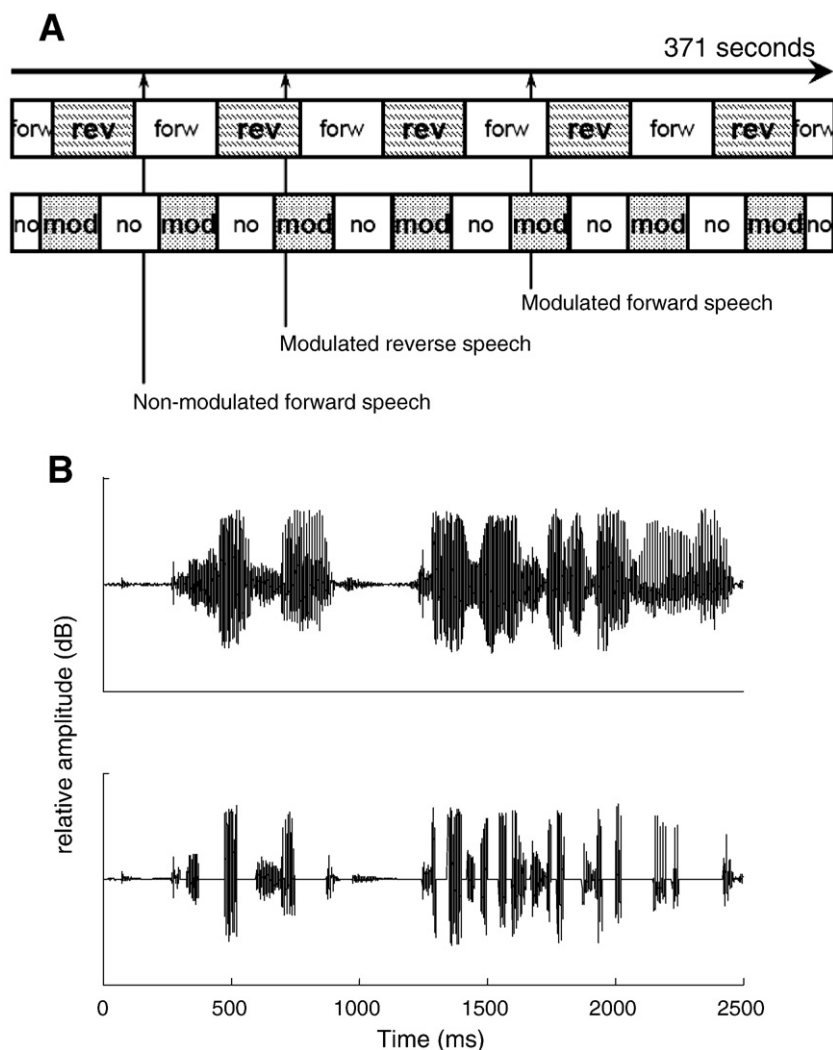 A
371 seconds
forw rev forw rev forw rev forw rev forw rev forw
no mod no mod no mod no mod no mod no mod no mod no
Modulated forward speech
Modulated reverse speech
Non-modulated forward speech
B
relative amplitude (dB)
0 500 1000 1500 2000 2500
Time (ms)